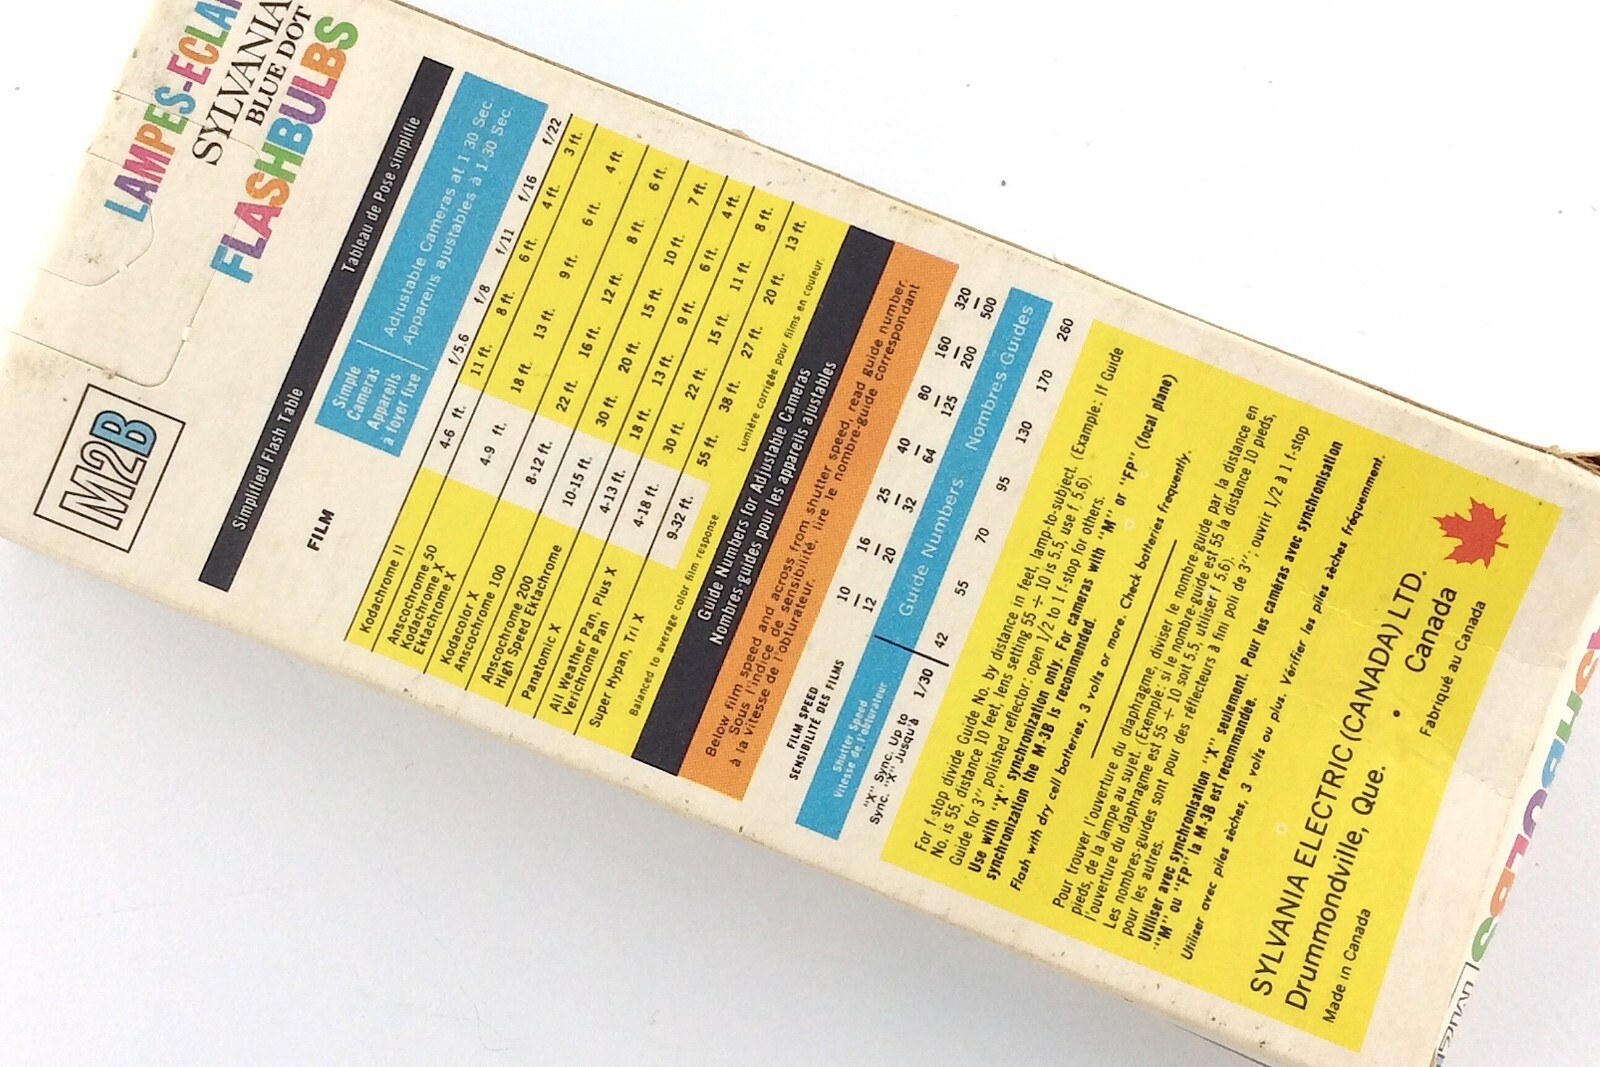 LAMPES-ECLAI
SYLVANIA
BLUE DOT
FLASHBULBS
M2B
Simplified Flash Table Tableau de Pose simplifie
FILM
Simple Cameras
Appareils à foyer fixe
Adjustable Cameras at 1 30 Sec.
Appareils ajustables à 1/30 Sec.
f/5.6 f/8 f/11 f/16 f/22
Kodachrome II 4-6 ft. 11 ft. 8 ft. 6 ft. 4 ft. 3 ft.
Anscochrome 50
Kodachrome X
Ektachrome X 4-9 ft. 18 ft. 13 ft. 9 ft. 6 ft. 4 ft.
Kodacolor X
Anscochrome 100 8-12 ft. 22 ft. 16 ft. 12 ft. 8 ft. 6 ft.
Anscochrome 200
High Speed Ektachrome 10-15 ft. 30 ft. 20 ft. 15 ft. 10 ft. 7 ft.
Panatomic X 4-13 ft. 18 ft. 13 ft. 9 ft. 6 ft. 4 ft.
All Weather Pan, Plus X
Verichrome Pan 4-18 ft. 30 ft. 22 ft. 15 ft. 11 ft. 8 ft.
Super Hypan, Tri X 9-32 ft. 55 ft. 38 ft. 27 ft. 20 ft. 13 ft.
Balanced to average color film response. Lumière corrigée pour films en couleur.
Guide Numbers for Adjustable Cameras
Nombres-guides pour les appareils ajustables
Below film speed and across from shutter speed, read guide number.
Sous l'indice de sensibilité, lire le nombre-guide correspondant
à la vitesse de l'obturateur.
FILM SPEED
SENSIBILITÉ DES FILMS
10 — 12 16 — 20 25 — 32 40 — 64 80 — 125 160 — 200 320 — 500
Shutter Speed
Vitesse de l'obturateur
Guide Numbers. Nombres-Guides
"X" Sync. Up to
Sync. "X" Jusqu'à
1/30 42 55 70 95 130 170 260
For f-stop divide Guide No. by distance in feet, lamp-to-subject. (Example: If Guide
No. is 55, distance 10 feet, lens setting 55 ÷ 10 is 5.5, use f/5.6).
Guide for 3" polished reflector: open 1/2 to 1 f-stop for others.
Use with "X" synchronization only. For cameras with "M" or "FP" (focal plane)
synchronization the M-3B is recommended.
Flash with dry cell batteries, 3 volts or more. Check batteries frequently.
Pour trouver l'ouverture du diaphragme, diviser le nombre-guide par la distance en
pieds, de la lampe au sujet. (Exemple: si le nombre-guide est 55 la distance 10 pieds,
l'ouverture du diaphragme est 55 ÷ 10 soit 5.5, utiliser f 5.6).
Les nombres-guides sont pour des réflecteurs à fini poli de 3"; ouvrir 1/2 à 1 f-stop
pour les autres.
Utiliser avec synchronisation "X" seulement. Pour les caméras avec synchronisation
"M" ou "FP" la M-3B est recommandée.
Utiliser avec piles sèches, 3 volts ou plus. Vérifier les piles sèches fréquemment.
SYLVANIA ELECTRIC (CANADA) LTD.
Drummondville, Que. • Canada
Made in Canada Fabriqué au Canada